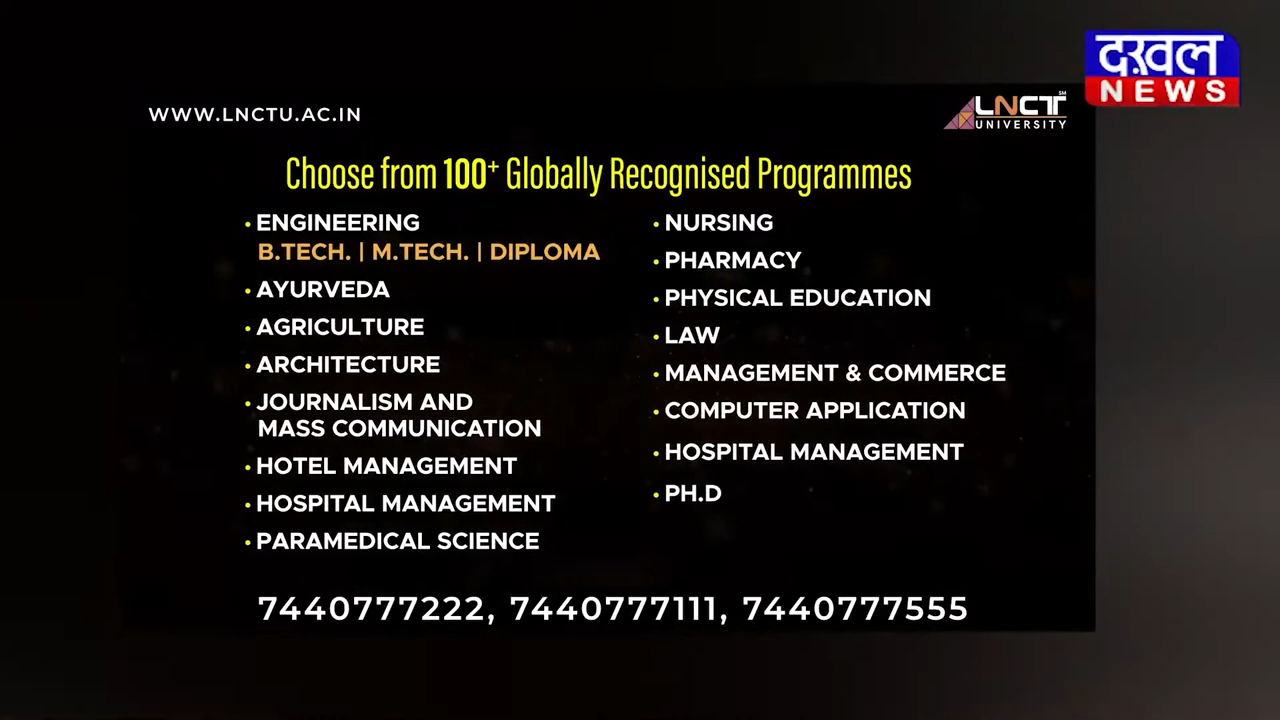 दख़ल
NEWS
WWW.LNCTU.AC.IN
LNCT SM
UNIVERSITY
Choose from 100+ Globally Recognised Programmes
• ENGINEERING
B.TECH. | M.TECH. | DIPLOMA
• AYURVEDA
• AGRICULTURE
• ARCHITECTURE
• JOURNALISM AND
MASS COMMUNICATION
• HOTEL MANAGEMENT
• HOSPITAL MANAGEMENT
• PARAMEDICAL SCIENCE
• NURSING
• PHARMACY
• PHYSICAL EDUCATION
• LAW
• MANAGEMENT & COMMERCE
• COMPUTER APPLICATION
• HOSPITAL MANAGEMENT
• PH.D
7440777222, 7440777111, 7440777555